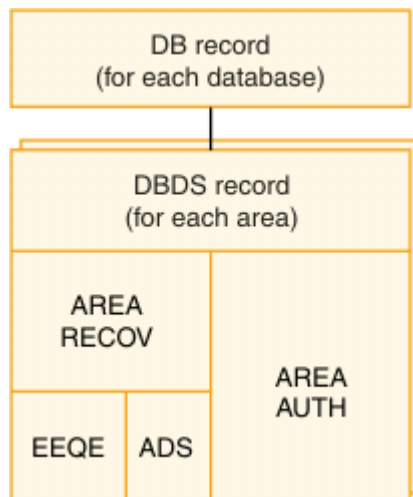 DB record
(for each database)
DBDS record
(for each area)
AREA
RECOV
AREA
AUTH
EEQE
ADS